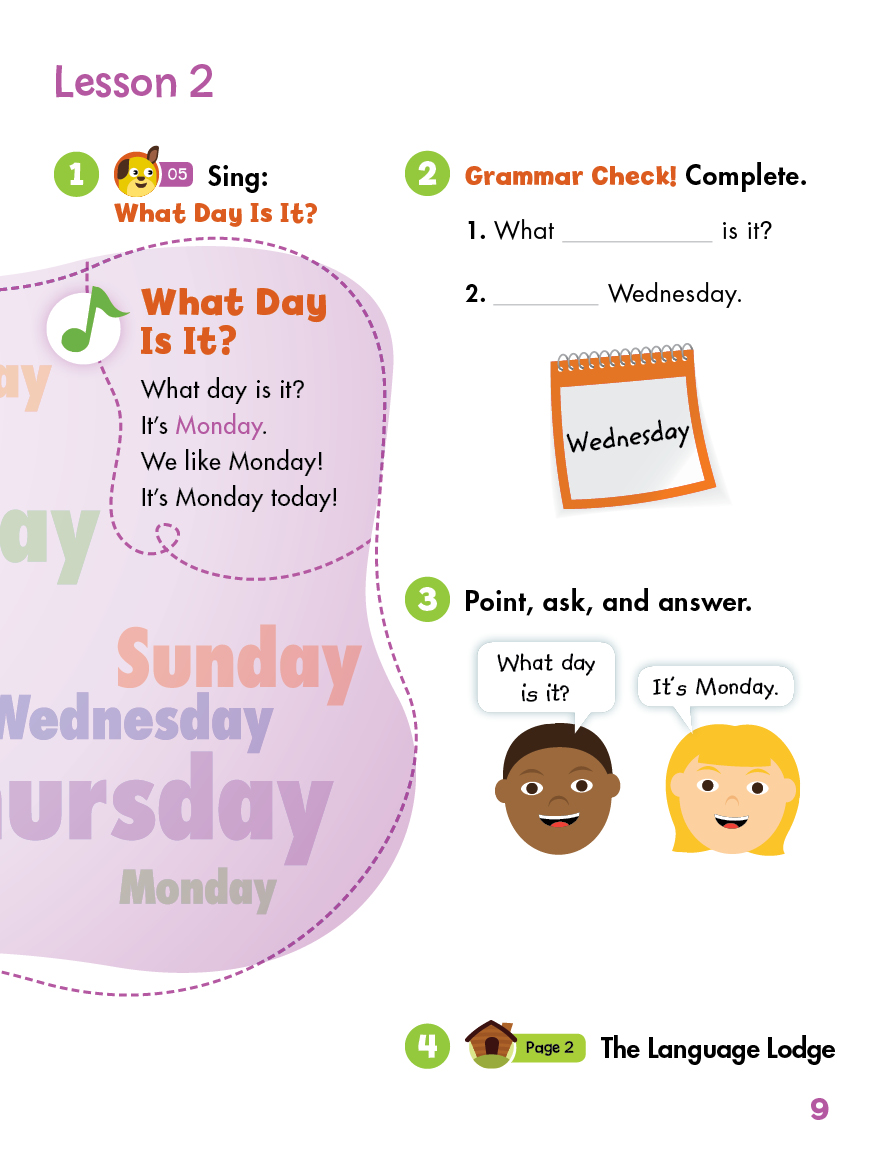 Lesson 2
1
05
Sing:
What Day Is It?
What Day
Is It?
What day is it?
It's Monday.
We like Monday!
It's Monday today!
ay
ay
Sunday
Wednesday
hursday
Monday
2
Grammar Check! Complete.
1. What ____________ is it?
2. ________ Wednesday.
Wednesday
3
Point, ask, and answer.
What day
is it?
It's Monday.
4
Page 2
The Language Lodge
9